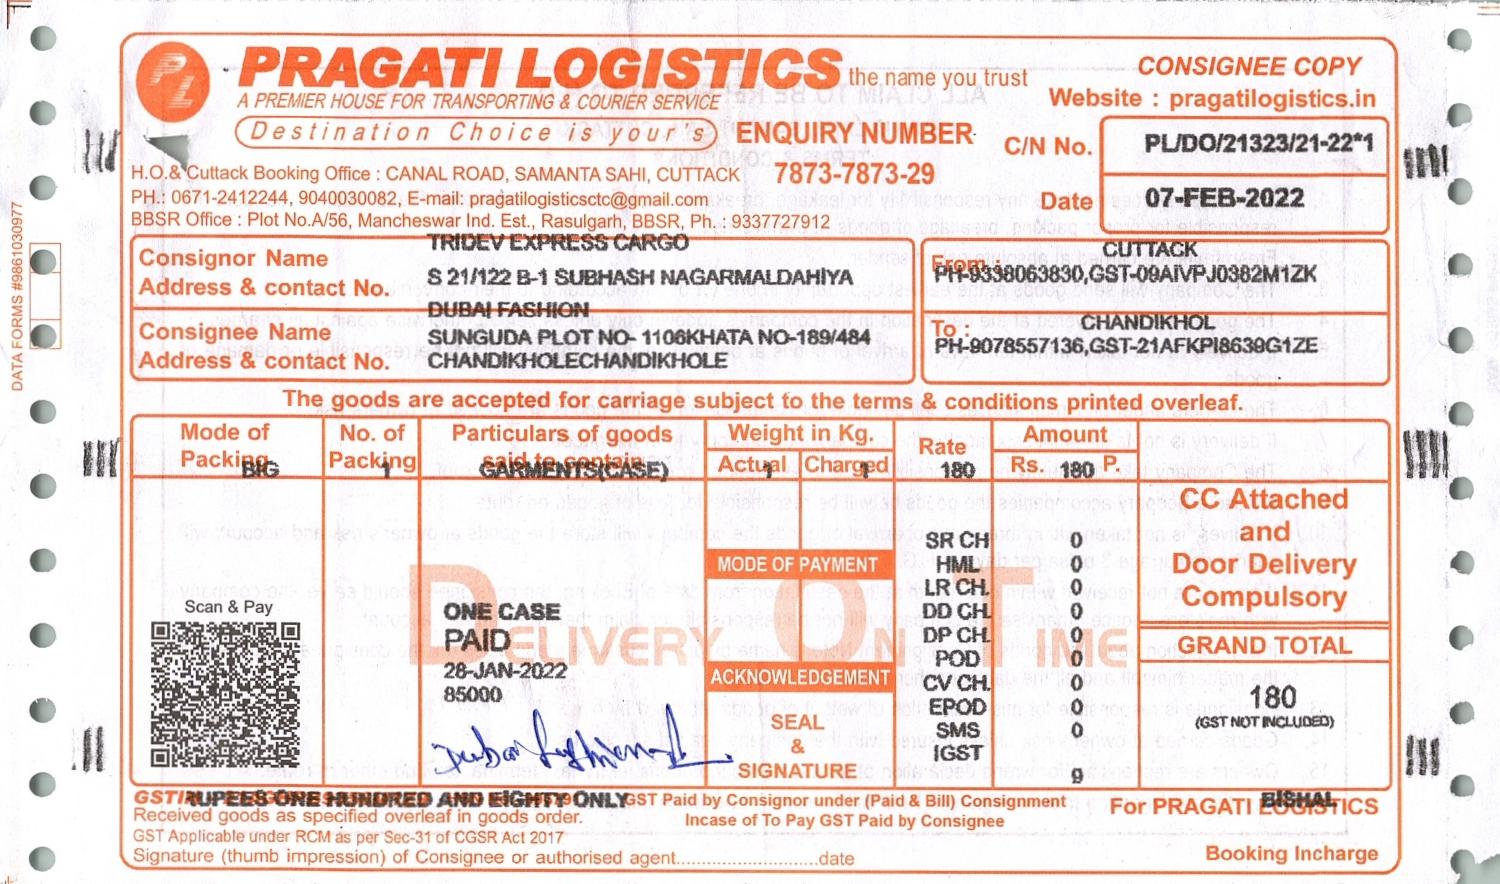 PL
PRAGATI LOGISTICS the name you trust
A PREMIER HOUSE FOR TRANSPORTING & COURIER SERVICE
Destination Choice is your's
ENQUIRY NUMBER
7873-7873-29
CONSIGNEE COPY
Website : pragatilogistics.in
C/N No. PL/DO/21323/21-22*1
Date 07-FEB-2022
H.O.& Cuttack Booking Office : CANAL ROAD, SAMANTA SAHI, CUTTACK
PH.: 0671-2412244, 9040030082, E-mail: pragatilogisticsctc@gmail.com
BBSR Office : Plot No.A/56, Mancheswar Ind. Est., Rasulgarh, BBSR, Ph. : 9337727912
DATA FORMS #9861030977
Consignor Name
Address & contact No.
TRIDEV EXPRESS CARGO
S 21/122 B-1 SUBHASH NAGARMALDAHIYA
From: CUTTACK
PH-9338063830,GST-09AIVPJ0382M1ZK
Consignee Name
Address & contact No.
DUBAI FASHION
SUNGUDA PLOT NO- 1106KHATA NO-189/484
CHANDIKHOLECHANDIKHOLE
To : CHANDIKHOL
PH-9078557136,GST-21AFKPI8639G1ZE
The goods are accepted for carriage subject to the terms & conditions printed overleaf.
Mode of Packing
No. of Packing
Particulars of goods said to contain
Weight in Kg.
Actual Charged
Rate
Amount
Rs. P.
BIG 1 GARMENTS(CASE) 1 1 180 180
CC Attached
and
Door Delivery
Compulsory
GRAND TOTAL
180
(GST NOT INCLUDED)
SR CH 0
HML 0
LR CH. 0
DD CH. 0
DP CH. 0
POD 0
CV CH. 0
EPOD 0
SMS 0
IGST
MODE OF PAYMENT
DELIVERY ON TIME
ACKNOWLEDGEMENT
SEAL
&
SIGNATURE
Scan & Pay
ONE CASE
PAID
28-JAN-2022
85000
RUPEES ONE HUNDRED AND EIGHTY ONLY
GST Paid by Consignor under (Paid & Bill) Consignment
Incase of To Pay GST Paid by Consignee
Received goods as specified overleaf in goods order.
GST Applicable under RCM as per Sec-31 of CGSR Act 2017
Signature (thumb impression) of Consignee or authorised agent...............................date
For PRAGATI LOGISTICS
BISHAL
Booking Incharge